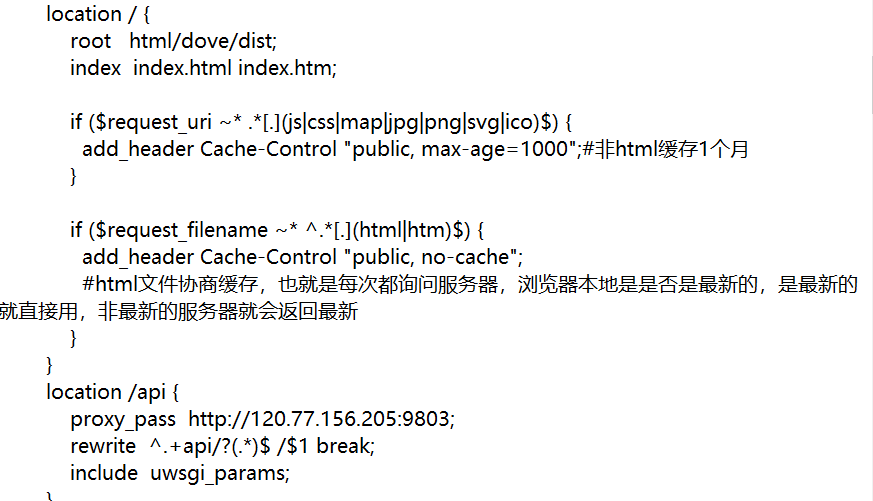 location / {
root html/dove/dist;
index index.html index.htm;
if ($request_uri ~* .*[.](js|css|map|jpg|png|svg|ico)$) {
add_header Cache-Control "public, max-age=1000";#非html缓存1个月
}
if ($request_filename ~* ^.*[.](html|htm)$) {
add_header Cache-Control "public, no-cache";
#html文件协商缓存，也就是每次都询问服务器，浏览器本地是是否是最新的，是最新的
就直接用，非最新的服务器就会返回最新
}
}
location /api {
proxy_pass http://120.77.156.205:9803;
rewrite ^.+api/?(.*)$ /$1 break;
include uwsgi_params;
}